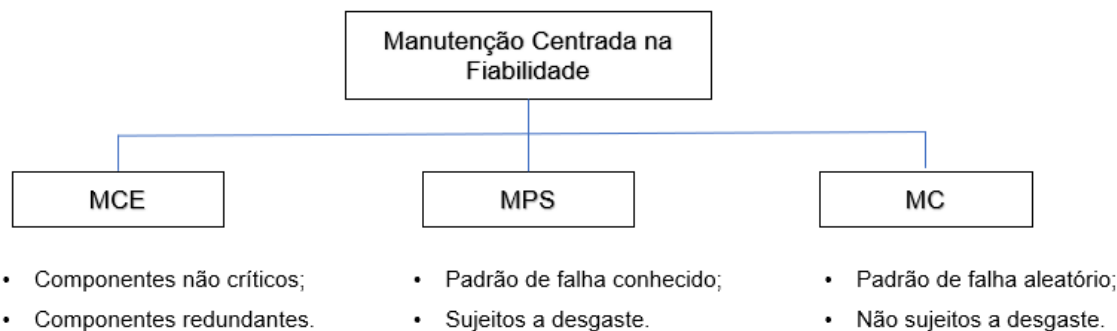 Manutenção Centrada na
Fiabilidade
MCE
MPS
MC
• Componentes não críticos;
• Componentes redundantes.
• Padrão de falha conhecido;
• Sujeitos a desgaste.
• Padrão de falha aleatório;
• Não sujeitos a desgaste.